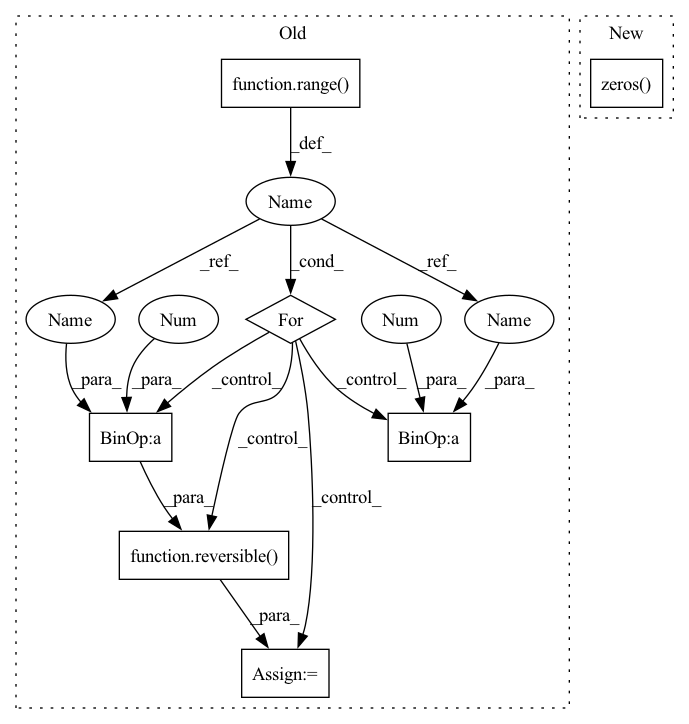 Old
New
function.range()
zeros()
_def_
Name
_ref_
_cond_
_ref_
Name
Num
For
Num
Name
_para_
_para_
_control_
_control_
_para_
_para_
BinOp:a
_control_
BinOp:a
_para_
_control_
function.reversible()
_para_
Assign:=